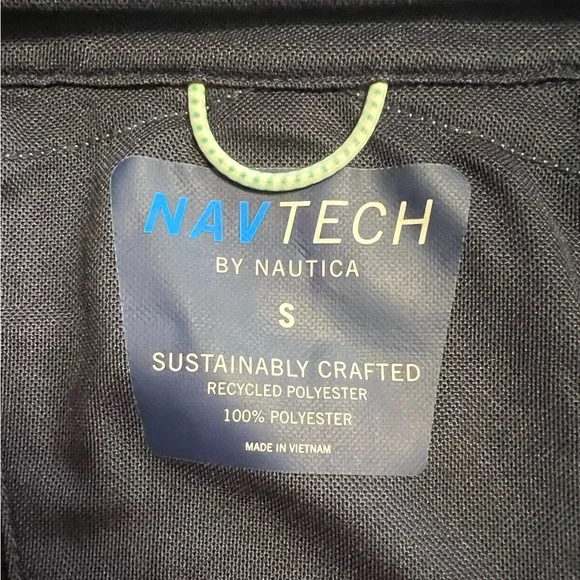 NAVTECH
BY NAUTICA
S
SUSTAINABLY CRAFTED
RECYCLED POLYESTER
100% POLYESTER
MADE IN VIETNAM